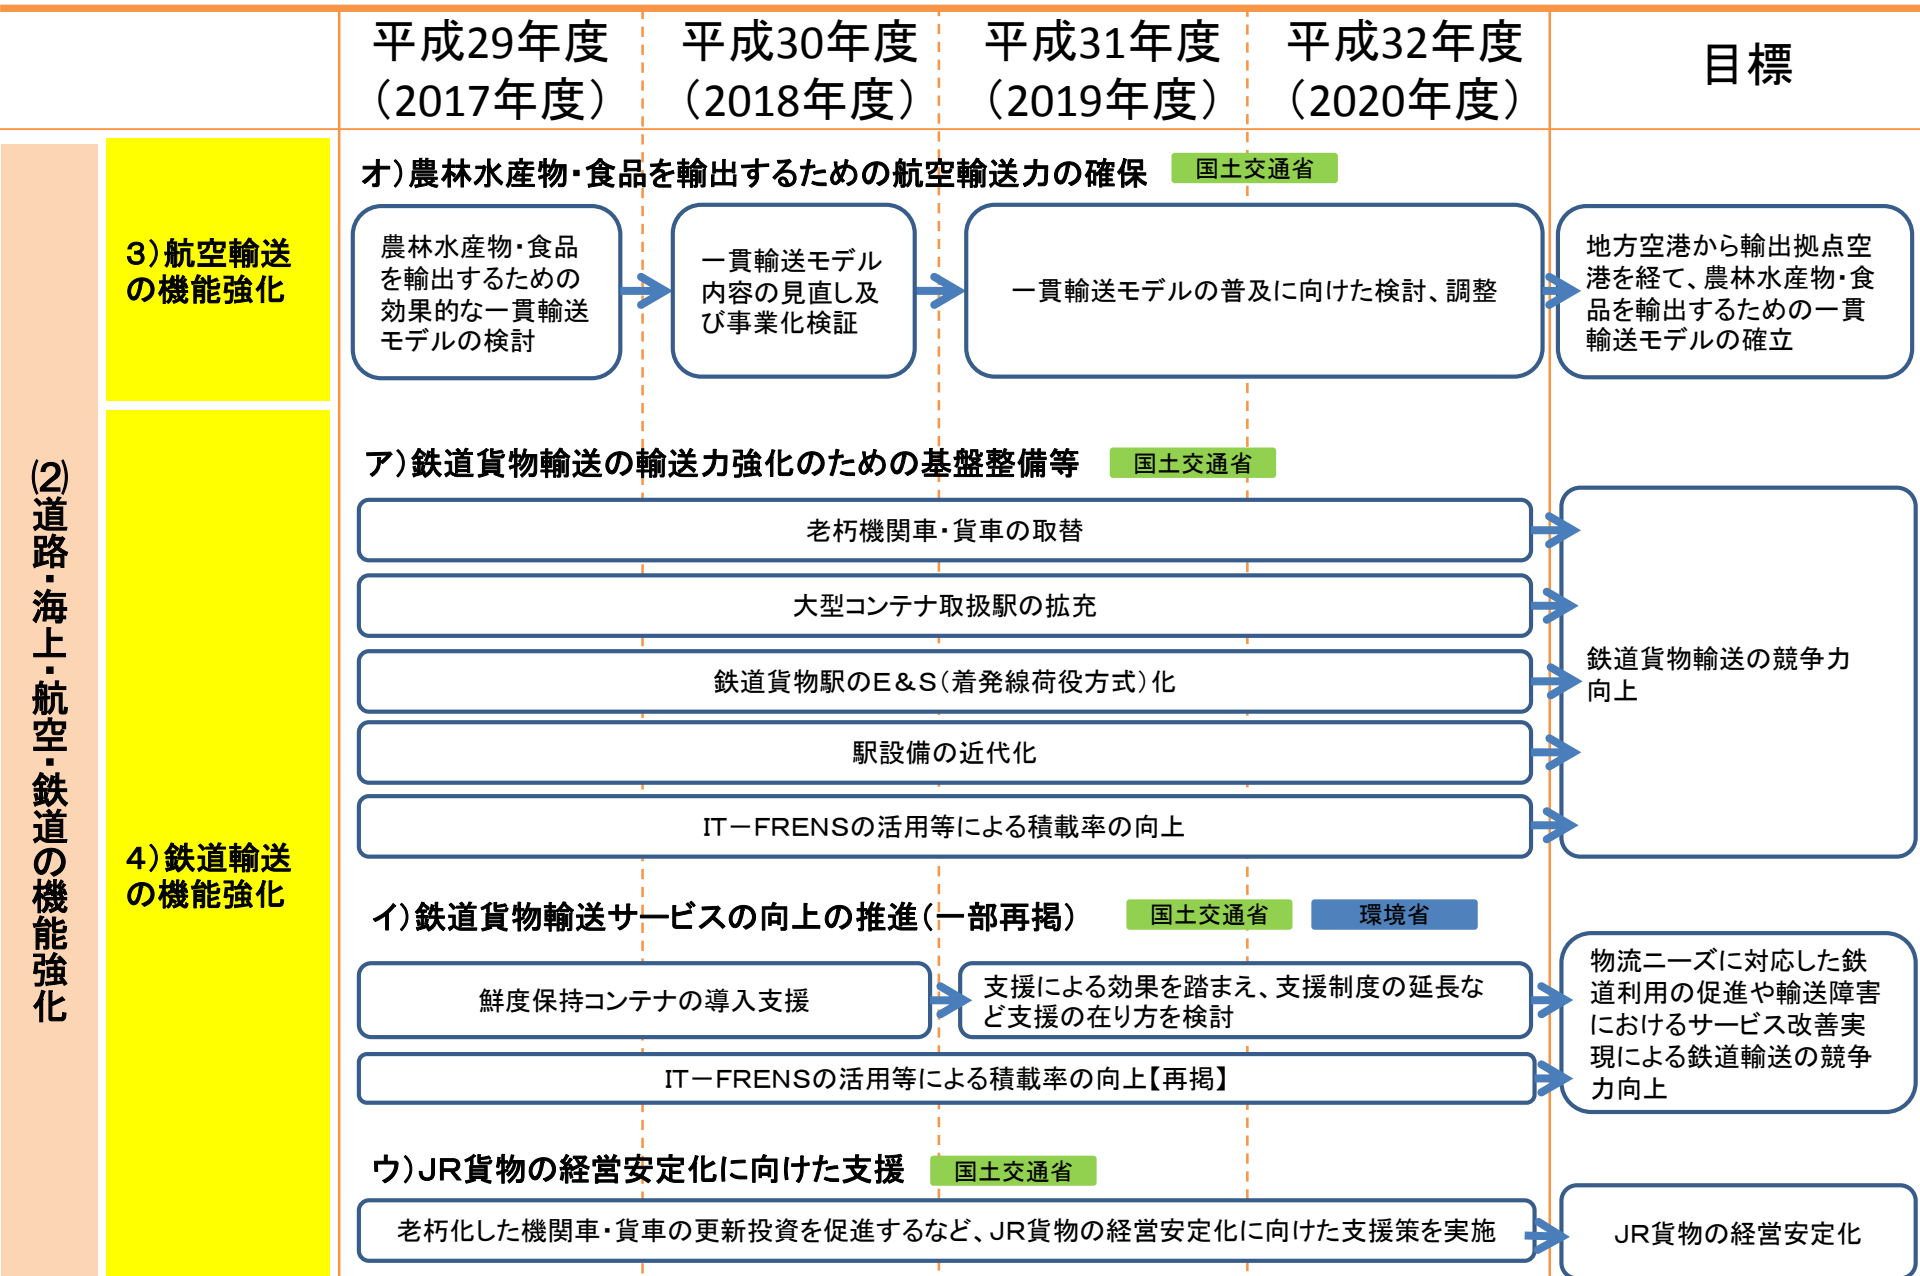 平成29年度
（2017年度）
平成30年度
（2018年度）
平成31年度
（2019年度）
平成32年度
（2020年度）
目標
(2)道路・海上・航空・鉄道の機能強化
３）航空輸送
の機能強化
オ）農林水産物・食品を輸出するための航空輸送力の確保
国土交通省
農林水産物・食品
を輸出するための
効果的な一貫輸送
モデルの検討
一貫輸送モデル
内容の見直し及
び事業化検証
一貫輸送モデルの普及に向けた検討、調整
地方空港から輸出拠点空
港を経て、農林水産物・食
品を輸出するための一貫
輸送モデルの確立
４）鉄道輸送
の機能強化
ア）鉄道貨物輸送の輸送力強化のための基盤整備等
国土交通省
老朽機関車・貨車の取替
大型コンテナ取扱駅の拡充
鉄道貨物駅のＥ＆Ｓ（着発線荷役方式）化
駅設備の近代化
ＩＴ－ＦＲＥＮＳの活用等による積載率の向上
鉄道貨物輸送の競争力
向上
イ）鉄道貨物輸送サービスの向上の推進（一部再掲）
国土交通省
環境省
鮮度保持コンテナの導入支援
支援による効果を踏まえ、支援制度の延長な
ど支援の在り方を検討
ＩＴ－ＦＲＥＮＳの活用等による積載率の向上【再掲】
物流ニーズに対応した鉄
道利用の促進や輸送障害
におけるサービス改善実
現による鉄道輸送の競争
力向上
ウ）ＪＲ貨物の経営安定化に向けた支援
国土交通省
老朽化した機関車・貨車の更新投資を促進するなど、ＪＲ貨物の経営安定化に向けた支援策を実施
ＪＲ貨物の経営安定化